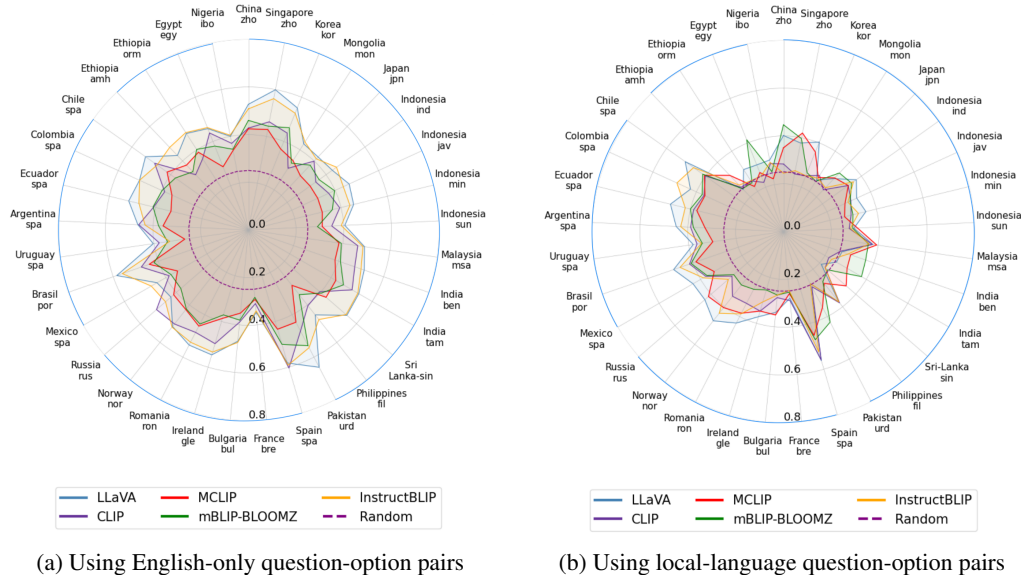 China
zho
Singapore
zho
Korea
kor
Mongolia
mon
Japan
jpn
Indonesia
ind
Indonesia
jav
Indonesia
min
Indonesia
sun
Malaysia
msa
India
ben
India
tam
Sri
Lanka-sin
Philippines
fil
Pakistan
urd
Spain
spa
France
bre
Bulgaria
bul
Ireland
gle
Romania
ron
Norway
nor
Russia
rus
Mexico
spa
Brasil
por
Uruguay
spa
Argentina
spa
Ecuador
spa
Colombia
spa
Chile
spa
Ethiopia
amh
Ethiopia
orm
Egypt
egy
Nigeria
ibo
0.0
0.2
0.4
0.6
0.8
LLaVA
MCLIP
InstructBLIP
CLIP
mBLIP-BLOOMZ
Random
(a) Using English-only question-option pairs
China
zho
Singapore
zho
Korea
kor
Mongolia
mon
Japan
jpn
Indonesia
ind
Indonesia
jav
Indonesia
min
Indonesia
sun
Malaysia
msa
India
ben
India
tam
Sri-Lanka
sin
Philippines
fil
Pakistan
urd
Spain
spa
France
bre
Bulgaria
bul
Ireland
gle
Romania
ron
Norway
nor
Russia
rus
Mexico
spa
Brasil
por
Uruguay
spa
Argentina
spa
Ecuador
spa
Colombia
spa
Chile
spa
Ethiopia
amh
Ethiopia
orm
Egypt
egy
Nigeria
ibo
0.0
0.2
0.4
0.6
0.8
LLaVA
MCLIP
InstructBLIP
CLIP
mBLIP-BLOOMZ
Random
(b) Using local-language question-option pairs